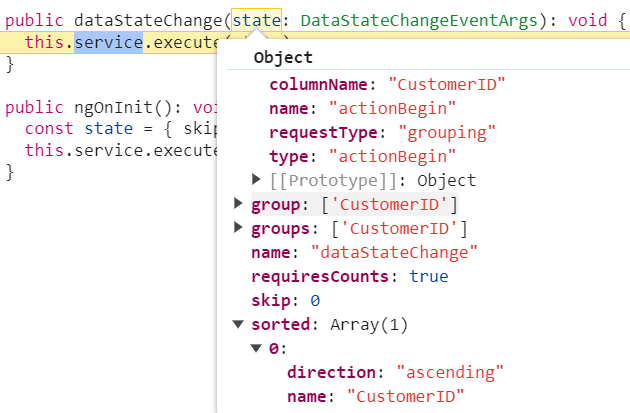 public dataStateChange(state: DataStateChangeEventArgs): void {
this.service.execute(
}
public ngOnInit(): voi
const state = { skip
this.service.execute
}
Object
columnName: "CustomerID"
name: "actionBegin"
requestType: "grouping"
type: "actionBegin"
[[Prototype]]: Object
group: ['CustomerID']
groups: ['CustomerID']
name: "dataStateChange"
requiresCounts: true
skip: 0
sorted: Array(1)
0:
direction: "ascending"
name: "CustomerID"